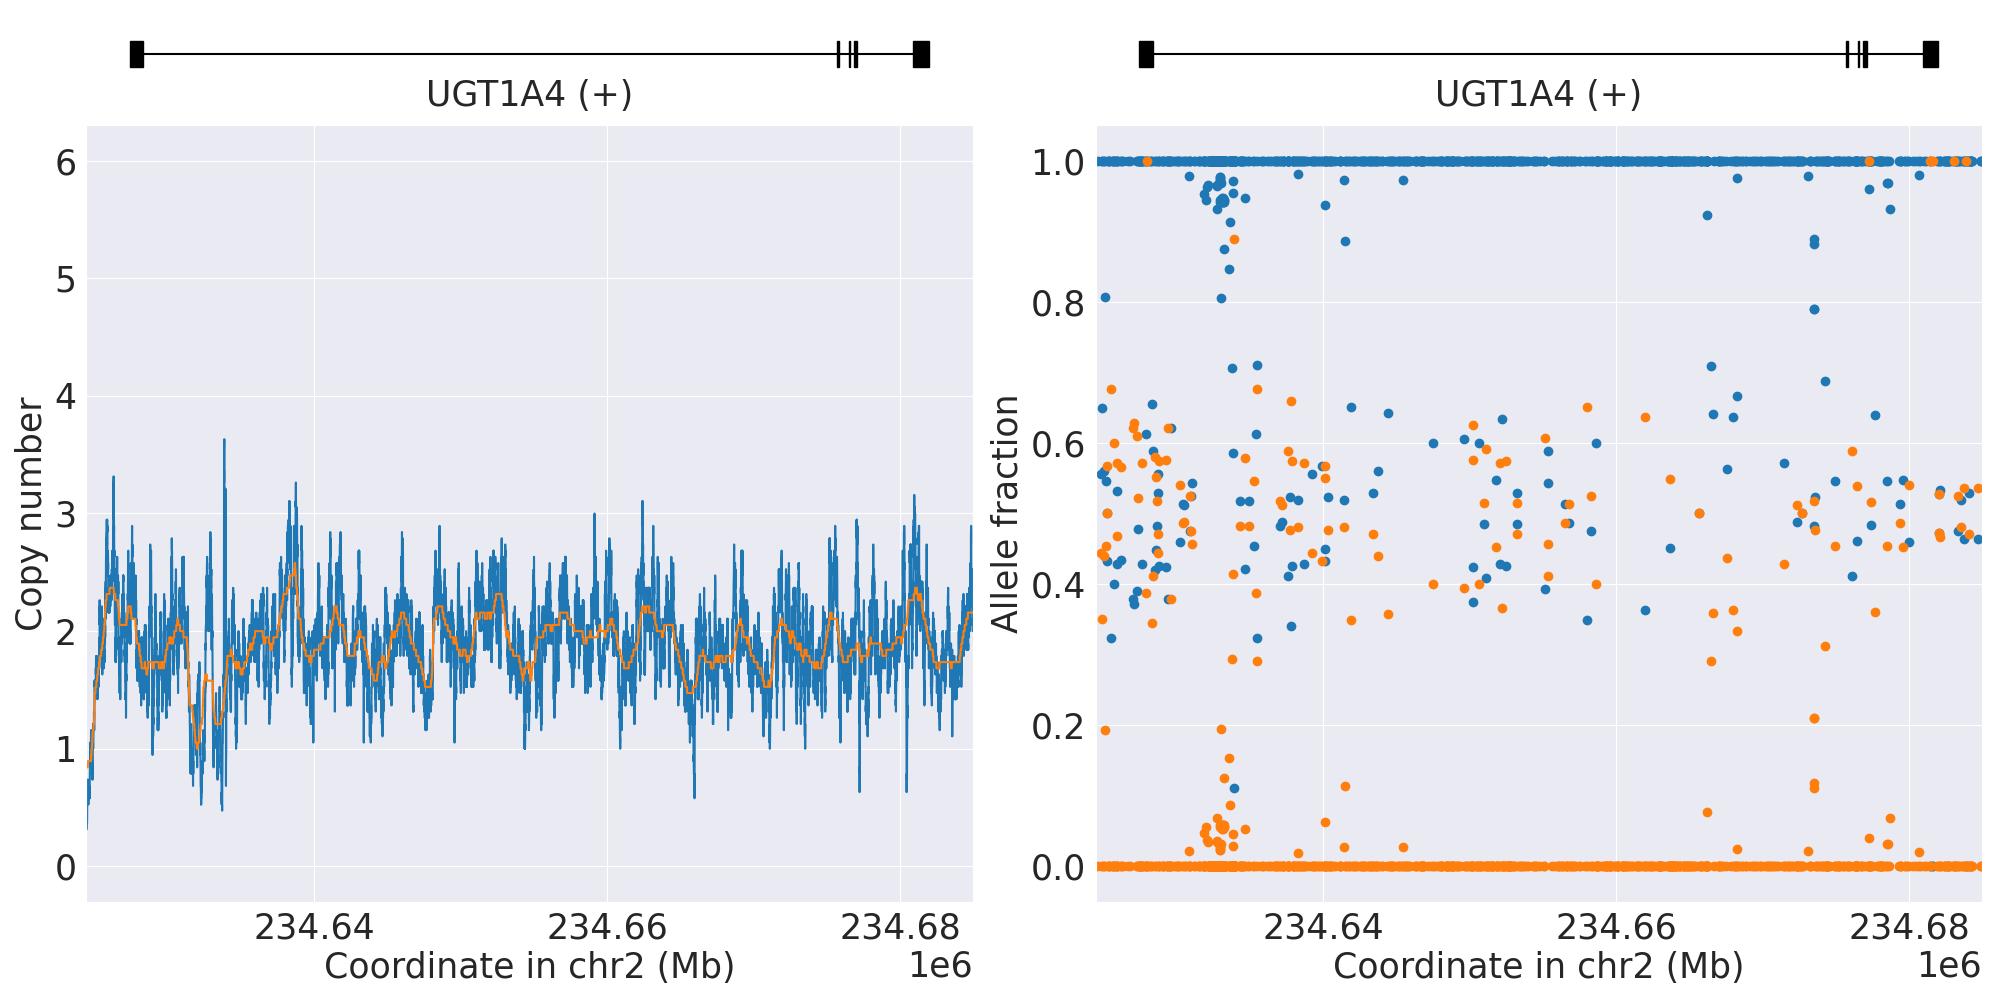 UGT1A4 (+)
6
5
4
3
2
1
0
Copy number
234.64
234.66
234.68
Coordinate in chr2 (Mb)
1e6
UGT1A4 (+)
1.0
0.8
0.6
0.4
0.2
0.0
Allele fraction
234.64
234.66
234.68
Coordinate in chr2 (Mb)
1e6